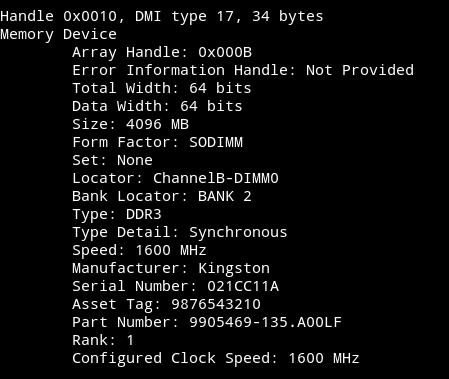 Handle 0x0010, DMI type 17, 34 bytes
Memory Device
Array Handle: 0x000B
Error Information Handle: Not Provided
Total Width: 64 bits
Data Width: 64 bits
Size: 4096 MB
Form Factor: SODIMM
Set: None
Locator: ChannelB-DIMM0
Bank Locator: BANK 2
Type: DDR3
Type Detail: Synchronous
Speed: 1600 MHz
Manufacturer: Kingston
Serial Number: 021CC11A
Asset Tag: 9876543210
Part Number: 9905469-135.A00LF
Rank: 1
Configured Clock Speed: 1600 MHz